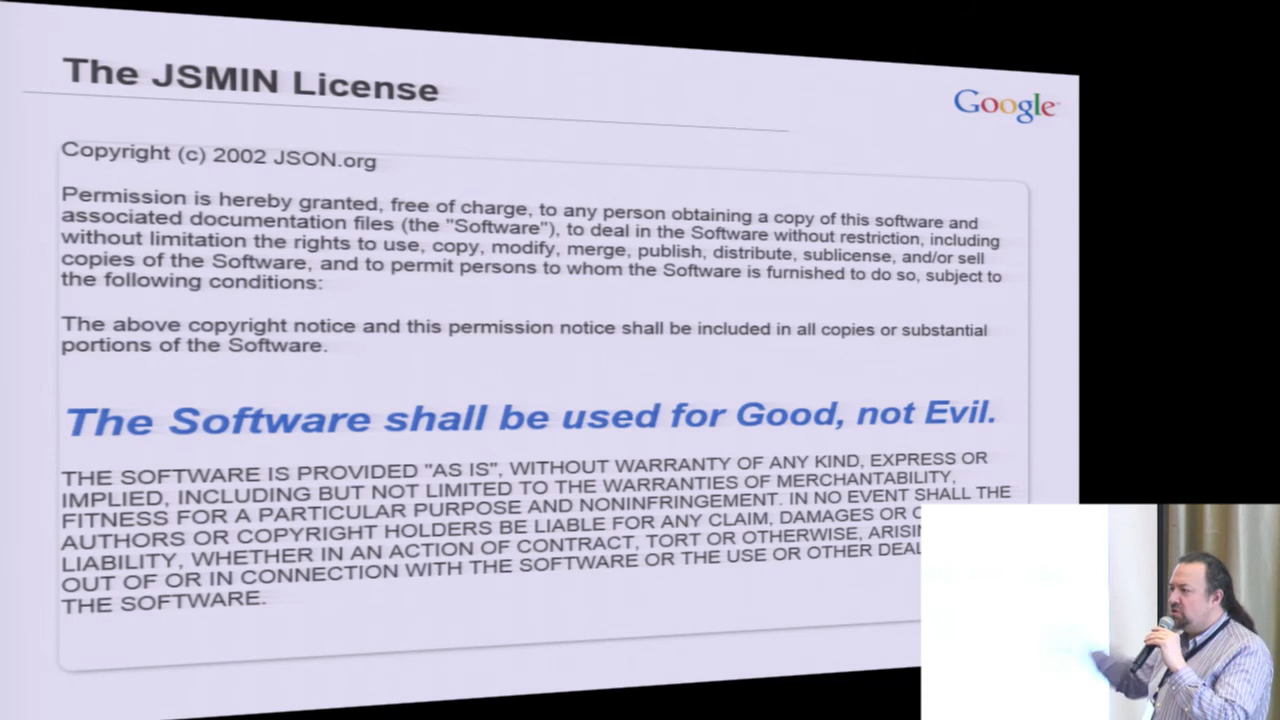 The JSMIN License
Google
Copyright (c) 2002 JSON.org
Permission is hereby granted, free of charge, to any person obtaining a copy of this software and
associated documentation files (the "Software"), to deal in the Software without restriction, including
without limitation the rights to use, copy, modify, merge, publish, distribute, sublicense, and/or sell
copies of the Software, and to permit persons to whom the Software is furnished to do so, subject to
the following conditions:
The above copyright notice and this permission notice shall be included in all copies or substantial
portions of the Software.
The Software shall be used for Good, not Evil.
THE SOFTWARE IS PROVIDED "AS IS", WITHOUT WARRANTY OF ANY KIND, EXPRESS OR
IMPLIED, INCLUDING BUT NOT LIMITED TO THE WARRANTIES OF MERCHANTABILITY,
FITNESS FOR A PARTICULAR PURPOSE AND NONINFRINGEMENT. IN NO EVENT SHALL THE
AUTHORS OR COPYRIGHT HOLDERS BE LIABLE FOR ANY CLAIM, DAMAGES OR
LIABILITY, WHETHER IN AN ACTION OF CONTRACT, TORT OR OTHERWISE,
OUT OF OR IN CONNECTION WITH THE SOFTWARE OR THE USE OR OTHER
THE SOFTWARE.